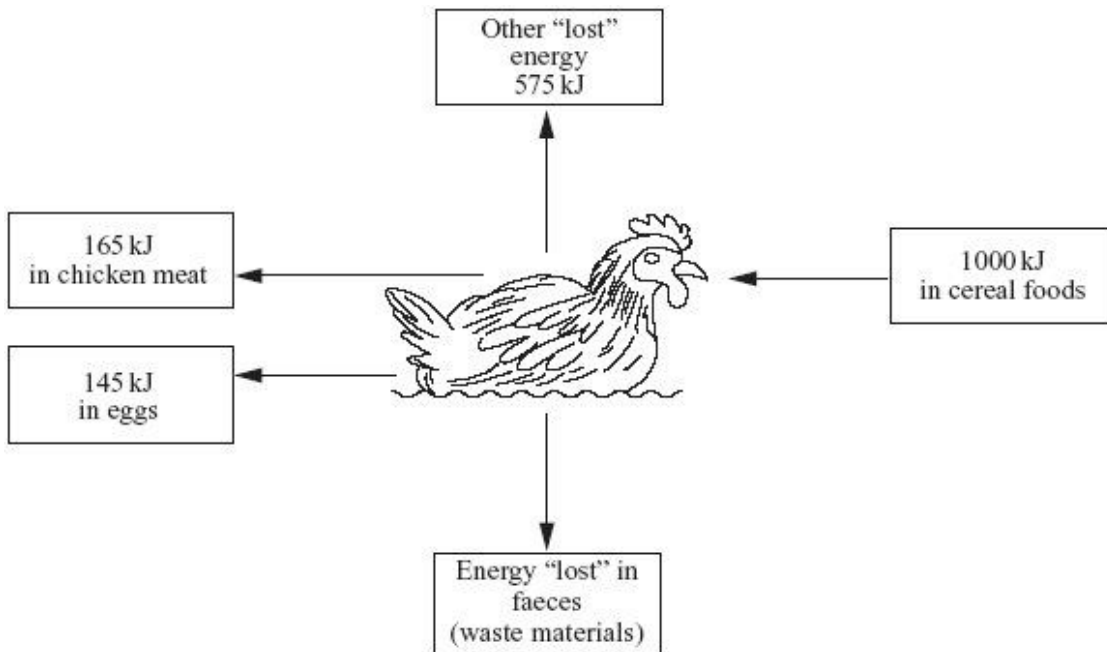 Other “lost”
energy
575 kJ
165 kJ
in chicken meat
1000 kJ
in cereal foods
145 kJ
in eggs
Energy “lost” in
faeces
(waste materials)